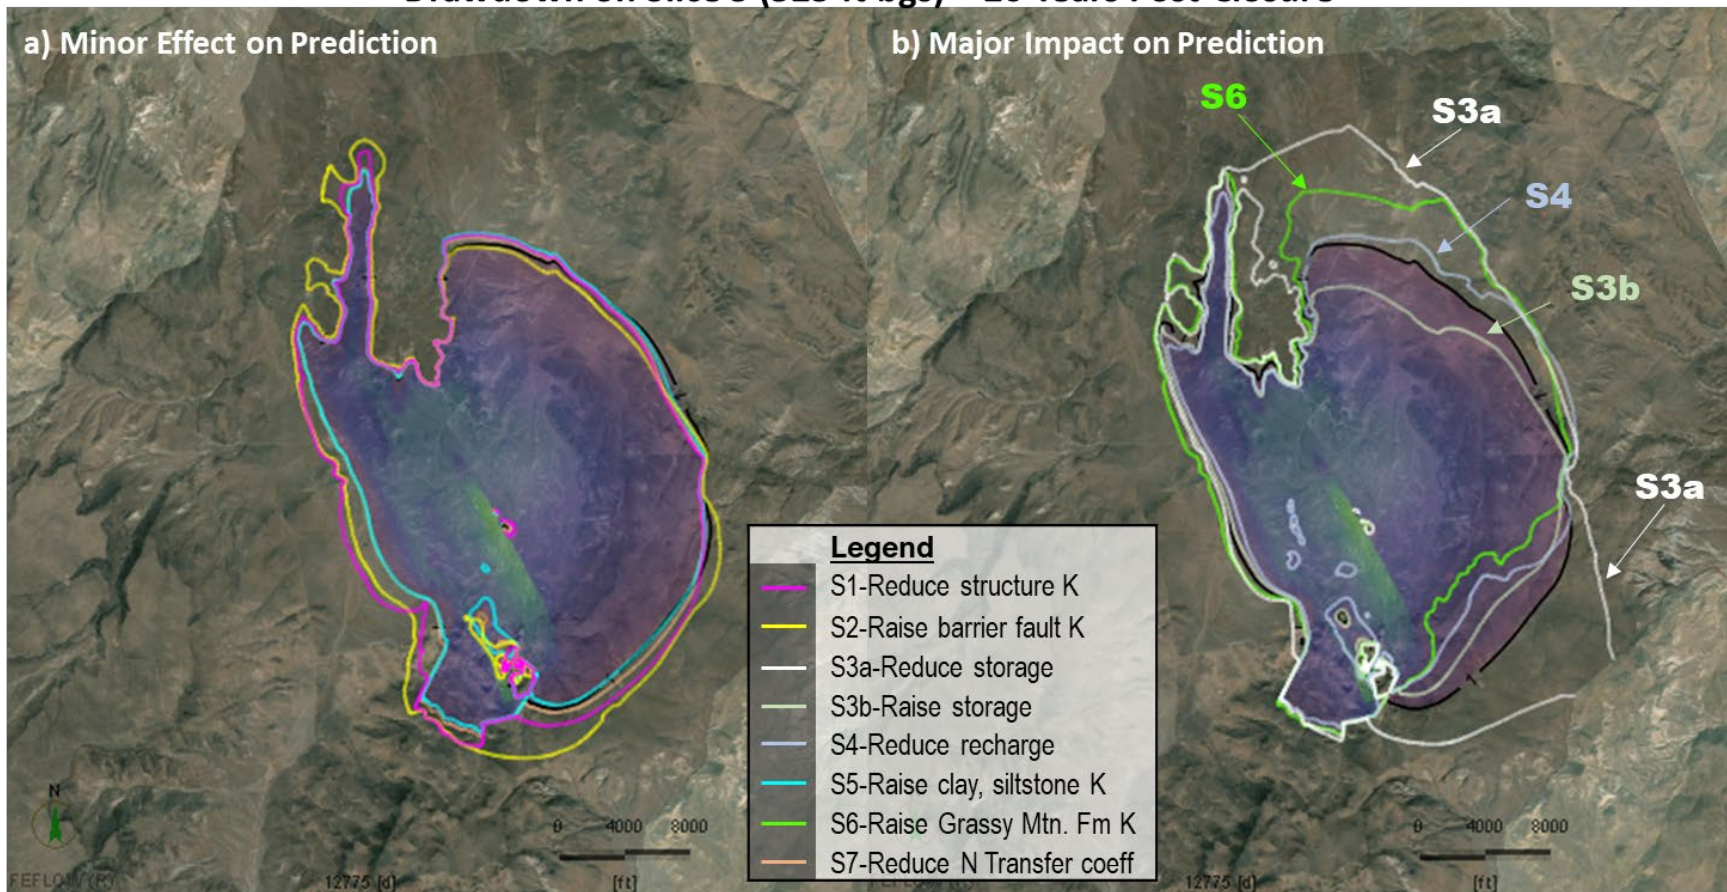 a) Minor Effect on Prediction
b) Major Impact on Prediction
S6
S3a
S4
S3b
S3a
Legend
S1-Reduce structure K
S2-Raise barrier fault K
S3a-Reduce storage
S3b-Raise storage
S4-Reduce recharge
S5-Raise clay, siltstone K
S6-Raise Grassy Mtn. Fm K
S7-Reduce N Transfer coeff
N
0 4000 8000
[ft]
12775 [d]
FEFLOW (R)
0 4000 8000
[ft]
12775 [d]
1